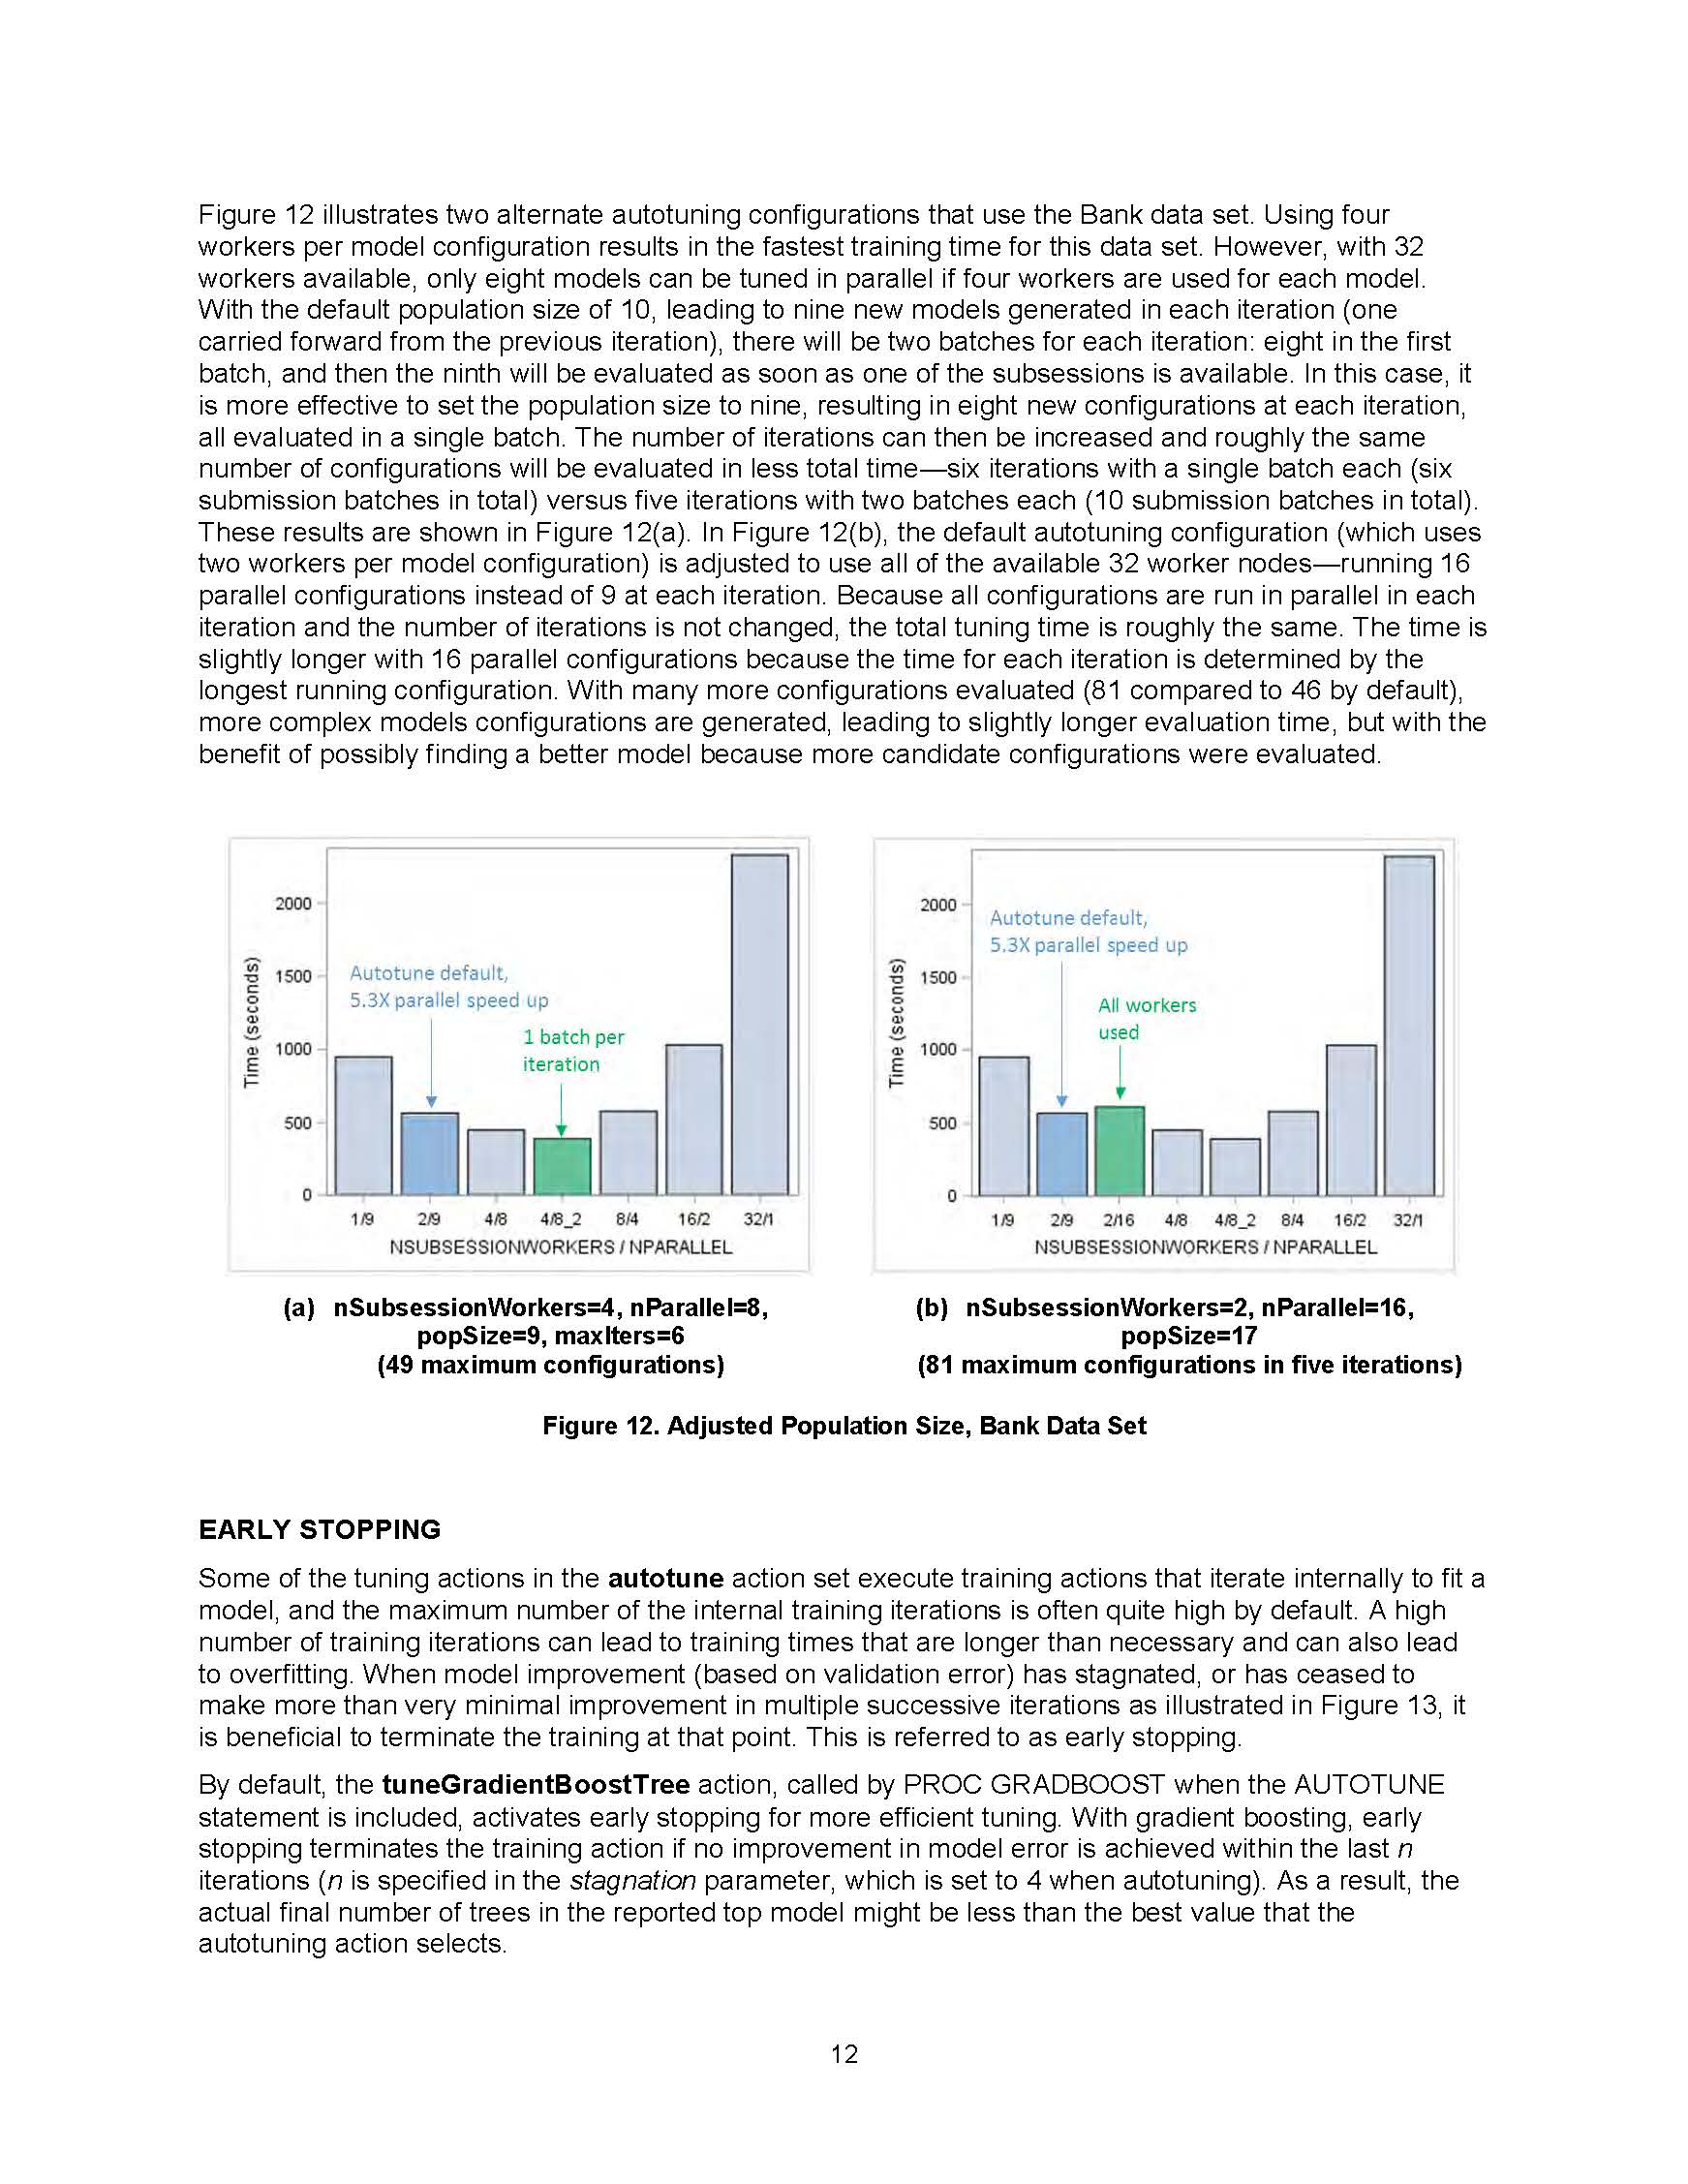 Figure 12 illustrates two alternate autotuning configurations that use the Bank data set. Using four
workers per model configuration results in the fastest training time for this data set. However, with 32
workers available, only eight models can be tuned in parallel if four workers are used for each model.
With the default population size of 10, leading to nine new models generated in each iteration (one
carried forward from the previous iteration), there will be two batches for each iteration: eight in the first
batch, and then the ninth will be evaluated as soon as one of the subsessions is available. In this case, it
is more effective to set the population size to nine, resulting in eight new configurations at each iteration,
all evaluated in a single batch. The number of iterations can then be increased and roughly the same
number of configurations will be evaluated in less total time—six iterations with a single batch each (six
submission batches in total) versus five iterations with two batches each (10 submission batches in total).
These results are shown in Figure 12(a). In Figure 12(b), the default autotuning configuration (which uses
two workers per model configuration) is adjusted to use all of the available 32 worker nodes—running 16
parallel configurations instead of 9 at each iteration. Because all configurations are run in parallel in each
iteration and the number of iterations is not changed, the total tuning time is roughly the same. The time is
slightly longer with 16 parallel configurations because the time for each iteration is determined by the
longest running configuration. With many more configurations evaluated (81 compared to 46 by default),
more complex models configurations are generated, leading to slightly longer evaluation time, but with the
benefit of possibly finding a better model because more candidate configurations were evaluated.
Time (seconds)
2000
1500
1000
500
0
Autotune default,
5.3X parallel speed up
1 batch per
iteration
1/9 2/9 4/8 4/8_2 8/4 16/2 32/1
NSUBSESSIONWORKERS / NPARALLEL
Time (seconds)
2000
1500
1000
500
0
Autotune default,
5.3X parallel speed up
All workers
used
1/9 2/9 2/16 4/8 4/8_2 8/4 16/2 32/1
NSUBSESSIONWORKERS / NPARALLEL
(a) nSubsessionWorkers=4, nParallel=8,
popSize=9, maxIters=6
(49 maximum configurations)
(b) nSubsessionWorkers=2, nParallel=16,
popSize=17
(81 maximum configurations in five iterations)
Figure 12. Adjusted Population Size, Bank Data Set
EARLY STOPPING
Some of the tuning actions in the autotune action set execute training actions that iterate internally to fit a
model, and the maximum number of the internal training iterations is often quite high by default. A high
number of training iterations can lead to training times that are longer than necessary and can also lead
to overfitting. When model improvement (based on validation error) has stagnated, or has ceased to
make more than very minimal improvement in multiple successive iterations as illustrated in Figure 13, it
is beneficial to terminate the training at that point. This is referred to as early stopping.
By default, the tuneGradientBoostTree action, called by PROC GRADBOOST when the AUTOTUNE
statement is included, activates early stopping for more efficient tuning. With gradient boosting, early
stopping terminates the training action if no improvement in model error is achieved within the last n
iterations (n is specified in the stagnation parameter, which is set to 4 when autotuning). As a result, the
actual final number of trees in the reported top model might be less than the best value that the
autotuning action selects.
12